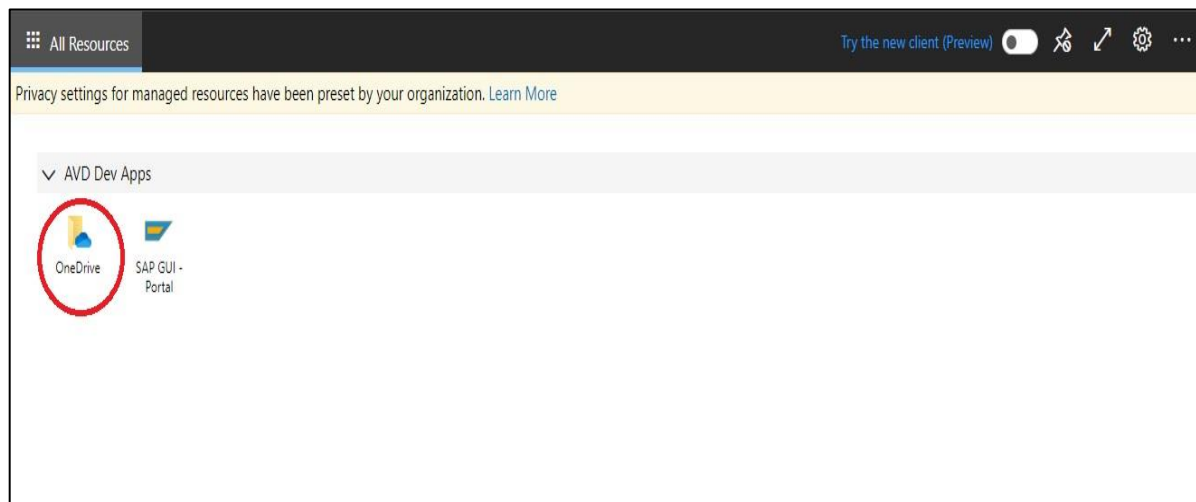 All Resources
Try the new client (Preview)
Privacy settings for managed resources have been preset by your organization. Learn More
AVD Dev Apps
OneDrive
SAP GUI -
Portal